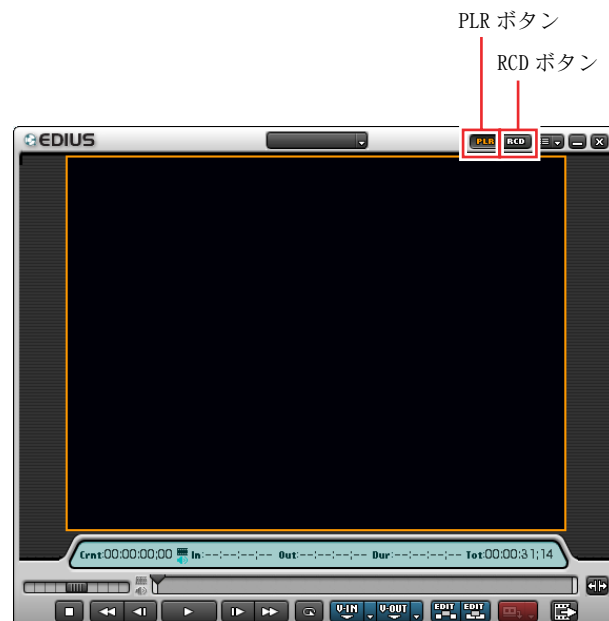 PLR ボタン
RCD ボタン
EDIUS
PLR RCD
Crnt:00:00:00;00 In:--:--:--;-- Out:--:--:--;-- Dur:--:--:--;-- Tot:00:00:31;14
V-IN V-OUT EDIT EDIT